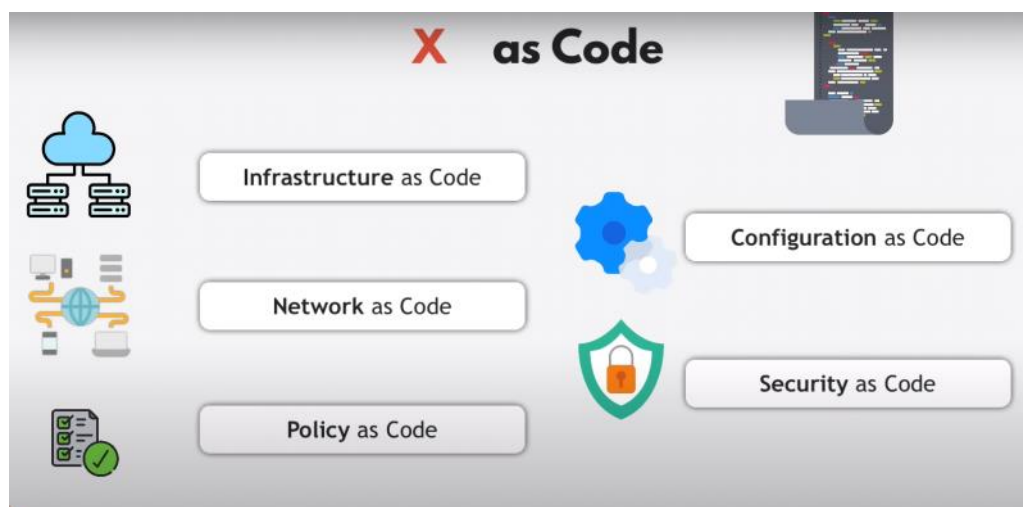 X as Code
Infrastructure as Code
Network as Code
Policy as Code
Configuration as Code
Security as Code